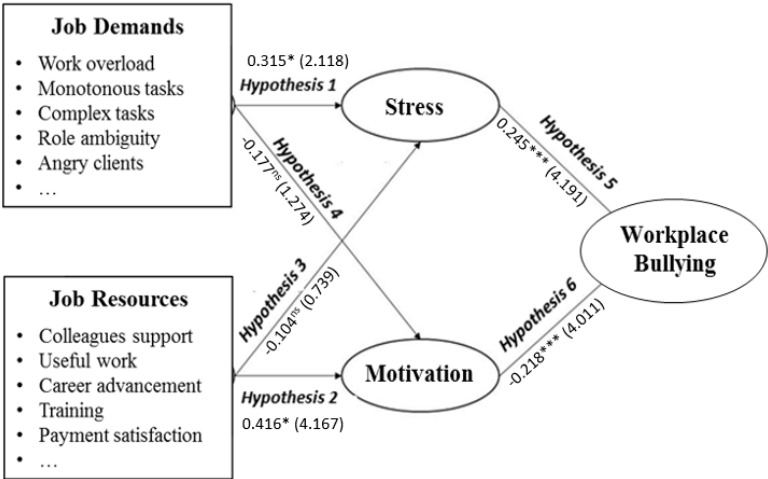 Job Demands
• Work overload
• Monotonous tasks
• Complex tasks
• Role ambiguity
• Angry clients
• …
0.315* (2.118)
Hypothesis 1
Stress
Hypothesis 4
-0.177ns (1.274)
Hypothesis 5
0.245*** (4.191)
Workplace
Bullying
Job Resources
• Colleagues support
• Useful work
• Career advancement
• Training
• Payment satisfaction
• …
Hypothesis 3
-0.104ns (0.739)
Hypothesis 2
0.416* (4.167)
Motivation
Hypothesis 6
-0.218*** (4.011)